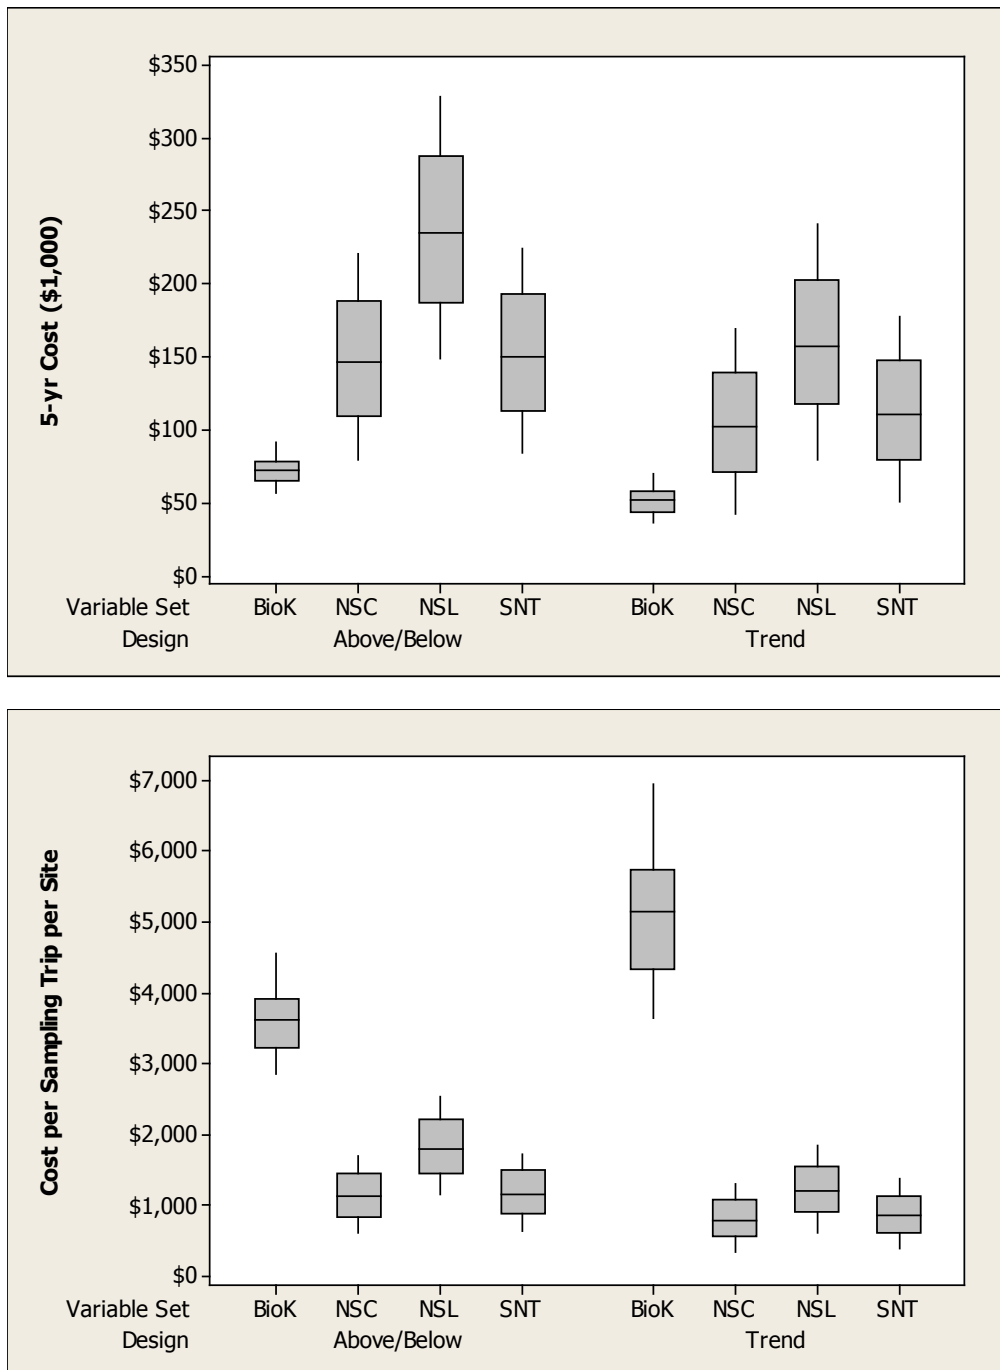 5-yr Cost ($1,000)
$350
$300
$250
$200
$150
$100
$50
$0
Variable Set BioK NSC NSL SNT BioK NSC NSL SNT
Design Above/Below Trend
Cost per Sampling Trip per Site
$7,000
$6,000
$5,000
$4,000
$3,000
$2,000
$1,000
$0
Variable Set BioK NSC NSL SNT BioK NSC NSL SNT
Design Above/Below Trend